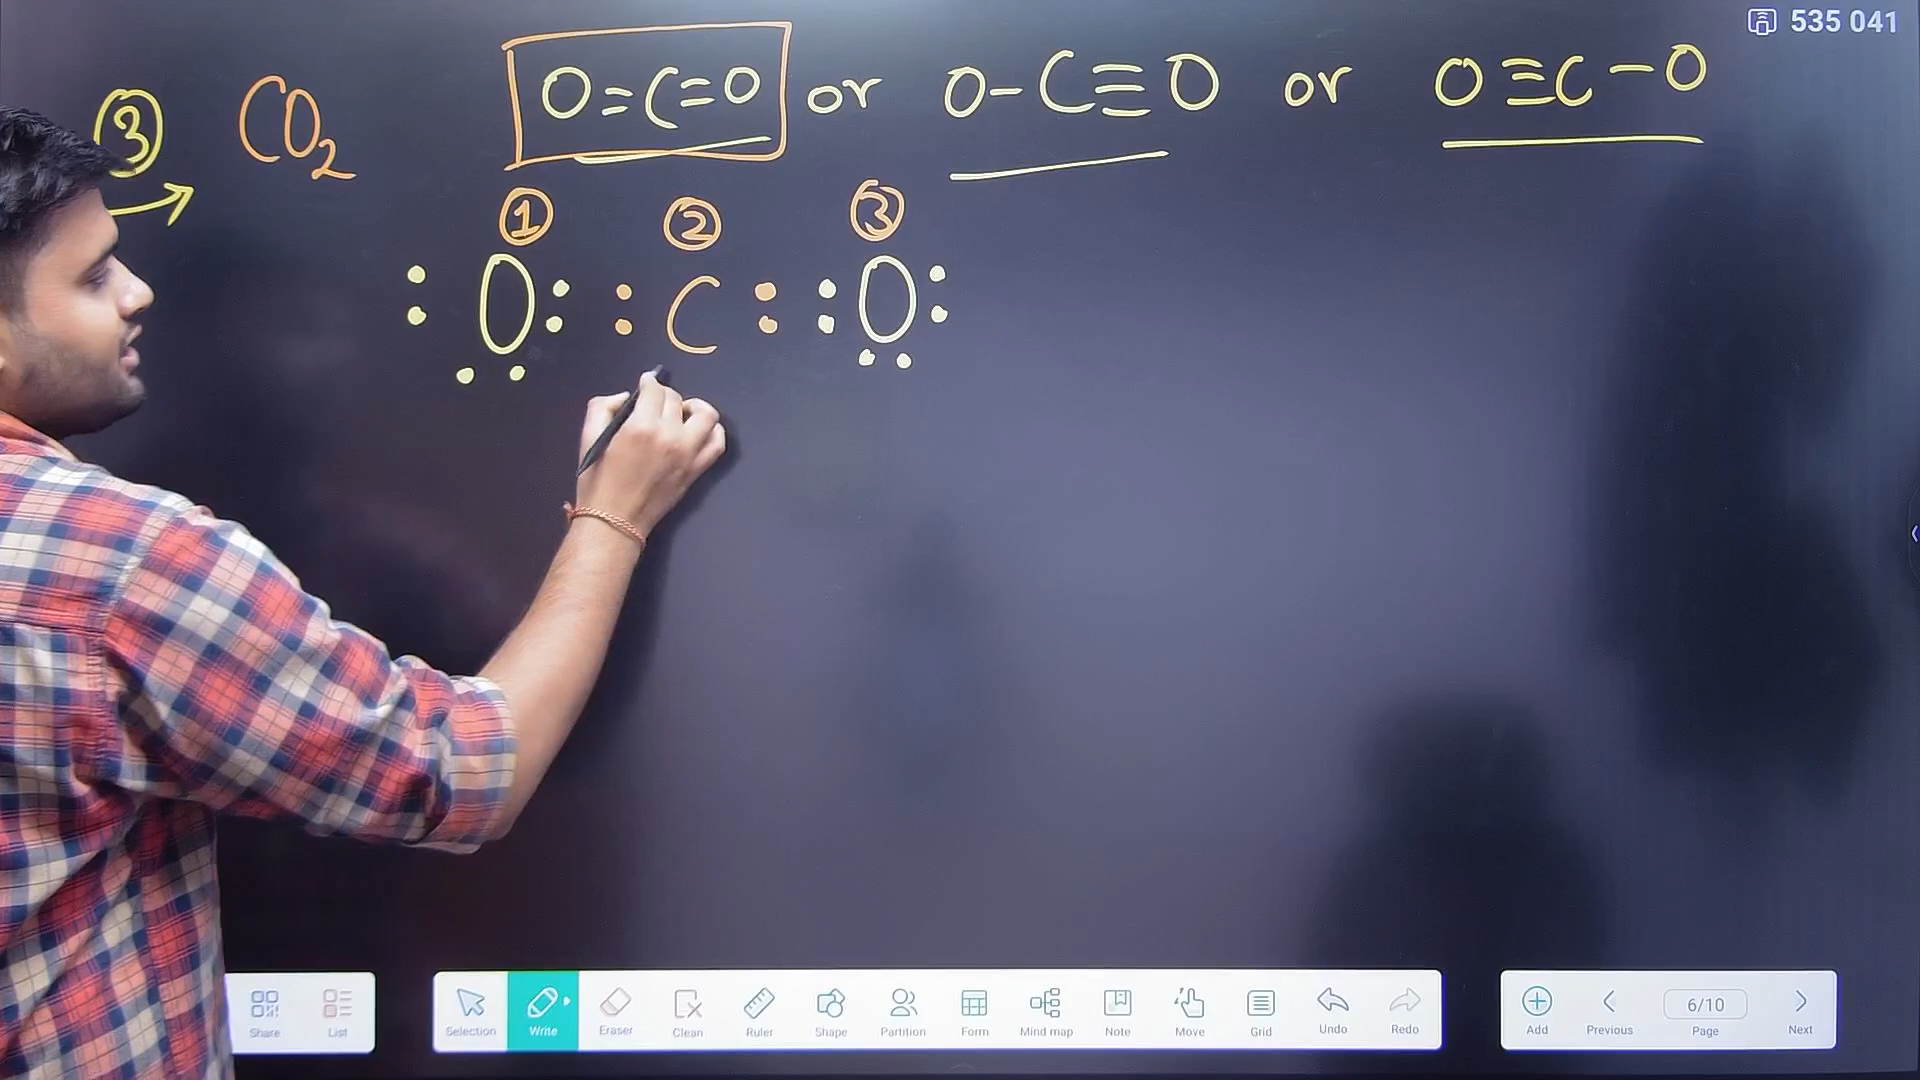 535 041
③ CO₂ O=C=O or O-C≡O or O≡C-O
① ② ③
: O : : C : : O :
Share List Selection Write Eraser Clean Ruler Shape Partition Form Mind map Note Move Grid Undo Redo Add Previous 6/10 Page Next